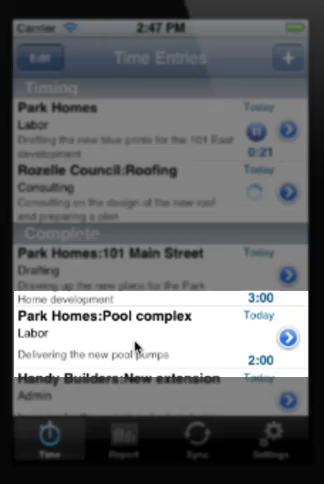 Carrier 2:47 PM
Edit Time Entries +
Timing
Park Homes Today
Labor
Drafting the new blue prints for the 101 East
development 0:21
Rozelle Council:Roofing Today
Consulting
Consulting on the design of the new roof
and preparing a plan
Complete
Park Homes:101 Main Street Today
Drafting
Drawing up the new plans for the Park
Home development 3:00
Park Homes:Pool complex Today
Labor
Delivering the new pool pumps 2:00
Handy Builders:New extension Today
Admin
Time Report Sync Settings